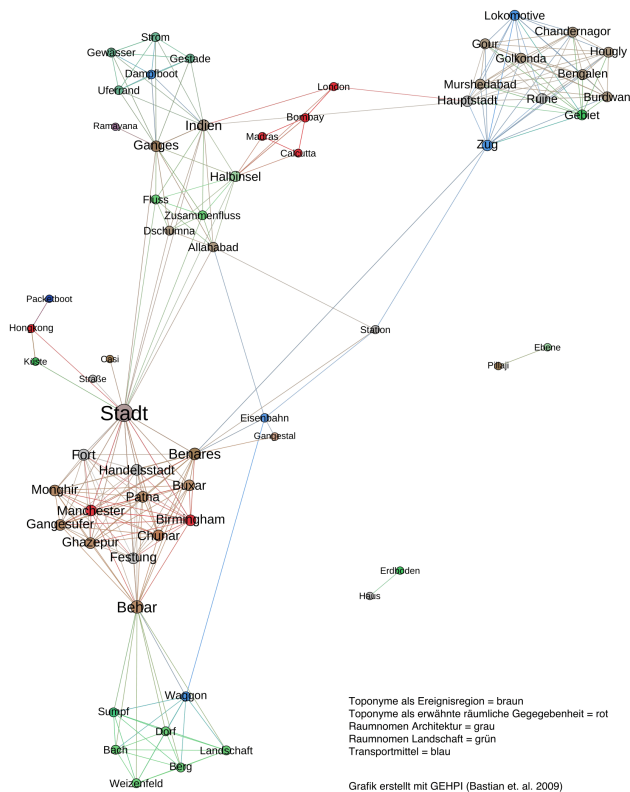 Lokomotive
Strom
Chandernagor
Gour
Gewässer
Gestade
Hougly
Golkonda
Dampfboot
Bengalen
Murshedabad
London
Uferrand
Hauptstadt
Ruine
Burdwan
Gebiet
Bombay
Ramayana
Indien
Madras
Ganges
Zug
Calcutta
Halbinsel
Fluss
Zusammenfluss
Dschumna
Allahabad
Packetboot
Hongkong
Station
Ebene
Küste
Casi
Pillaji
Straße
Stadt
Eisenbahn
Gangestal
Fort
Benares
Handelsstadt
Monghir
Buxar
Patna
Manchester
Gangesufer
Birmingham
Ghazepur
Chunar
Festung
Erdboden
Haus
Behar
Waggon
Sumpf
Dorf
Bach
Landschaft
Berg
Weizenfeld
Toponyme als Ereignisregion = braun
Toponyme als erwähnte räumliche Gegegebenheit = rot
Raumnomen Architektur = grau
Raumnomen Landschaft = grün
Transportmittel = blau
Grafik erstellt mit GEHPI (Bastian et. al. 2009)